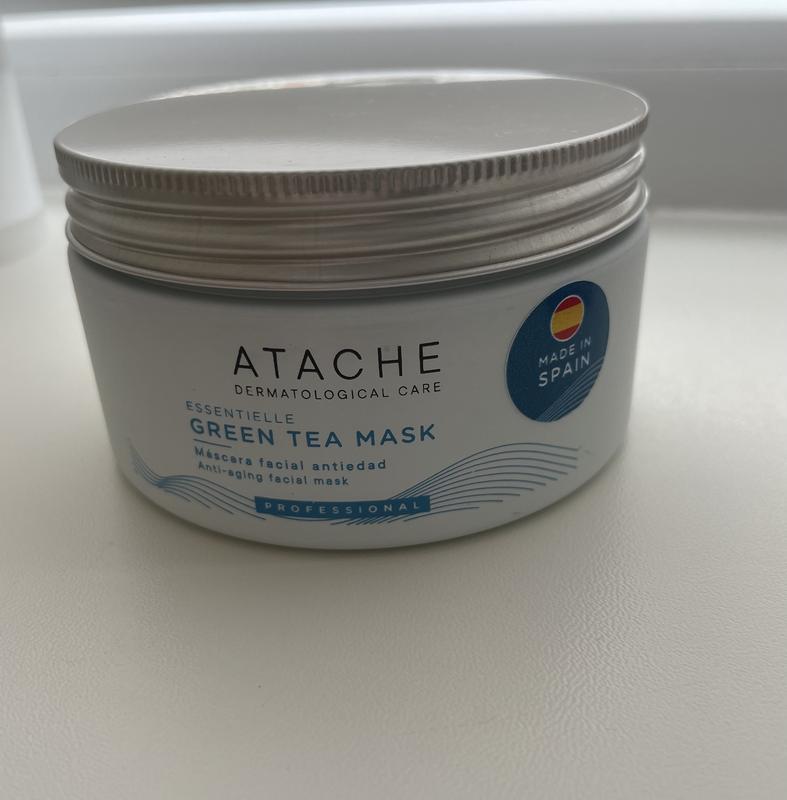 ATACHE
DERMATOLOGICAL CARE
ESSENTIELLE
GREEN TEA MASK
Máscara facial antiedad
Anti-aging facial mask
PROFESSIONAL
MADE IN
SPAIN